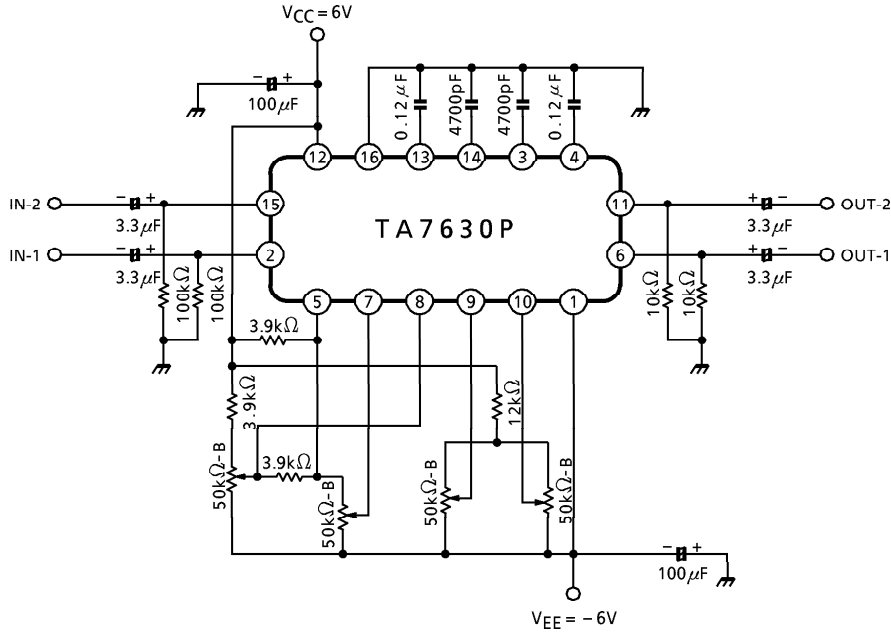 VCC = 6V
− +
100μF
0.12μF
4700pF
4700pF
0.12μF
12
16
13
14
3
4
IN-2
− +
3.3μF
15
TA7630P
11
+ −
3.3μF
OUT-2
IN-1
− +
3.3μF
2
6
+ −
3.3μF
OUT-1
100kΩ
100kΩ
10kΩ
10kΩ
5
7
8
9
10
1
3.9kΩ
3.9kΩ
12kΩ
3.9kΩ
50kΩ-B
50kΩ-B
50kΩ-B
50kΩ-B
− +
100μF
VEE = −6V